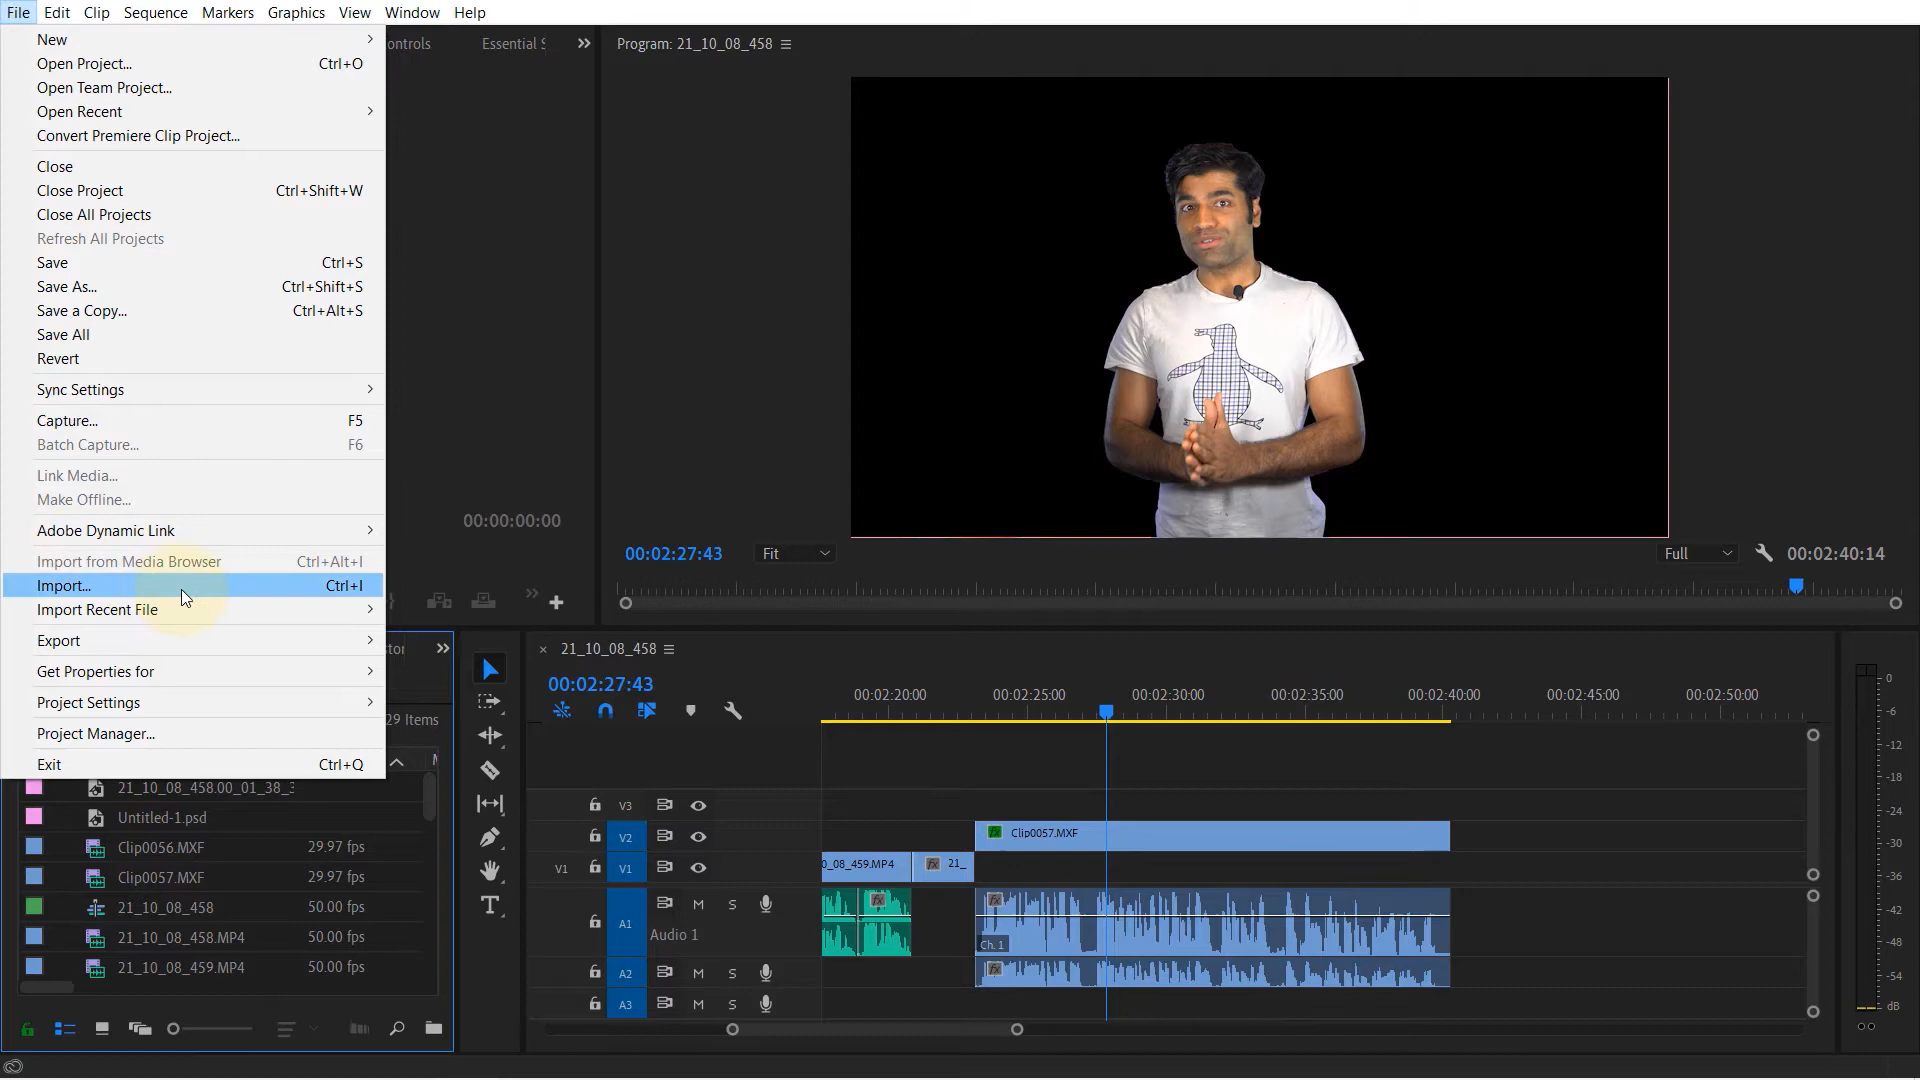 File Edit Clip Sequence Markers Graphics View Window Help
New
Open Project... Ctrl+O
Open Team Project...
Open Recent
Convert Premiere Clip Project...
Close
Close Project Ctrl+Shift+W
Close All Projects
Refresh All Projects
Save Ctrl+S
Save As... Ctrl+Shift+S
Save a Copy... Ctrl+Alt+S
Save All
Revert
Sync Settings
Capture... F5
Batch Capture... F6
Link Media...
Make Offline...
Adobe Dynamic Link
Import from Media Browser Ctrl+Alt+I
Import... Ctrl+I
Import Recent File
Export
Get Properties for
Project Settings
Project Manager...
Exit Ctrl+Q
ontrols Essential S
00:00:00:00
Program: 21_10_08_458
00:02:27:43 Fit Full 00:02:40:14
29 Items
21_10_08_458.00_01_38_3
Untitled-1.psd
Clip0056.MXF 29.97 fps
Clip0057.MXF 29.97 fps
21_10_08_458 50.00 fps
21_10_08_458.MP4 50.00 fps
21_10_08_459.MP4 50.00 fps
× 21_10_08_458
00:02:27:43
00:02:20:00 00:02:25:00 00:02:30:00 00:02:35:00 00:02:40:00 00:02:45:00 00:02:50:00
V3
V2 Clip0057.MXF
V1 V1 0_08_459.MP4 fx 21_
A1 M S
Audio 1 Ch. 1
A2 M S
A3 M S
0
-6
-12
-18
-24
-30
-36
-42
-48
-54
dB